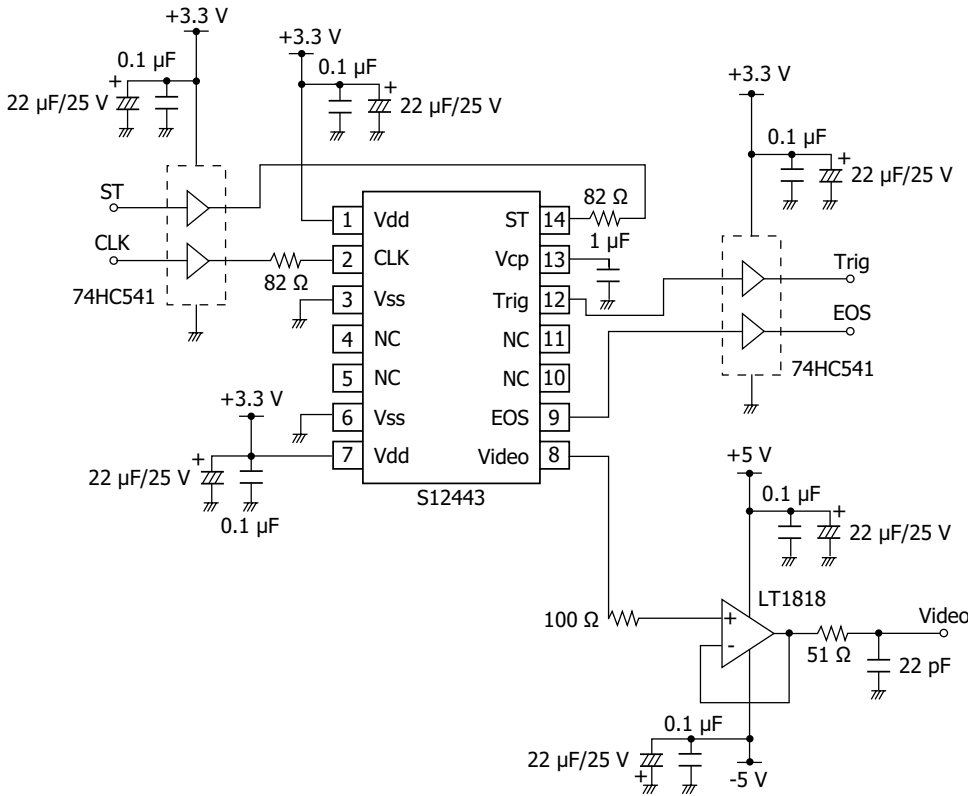 +3.3 V
0.1 µF
+
22 µF/25 V
+3.3 V
0.1 µF
+
22 µF/25 V
+3.3 V
0.1 µF
+
22 µF/25 V
ST
CLK
74HC541
82 Ω
82 Ω
1 µF
1 Vdd
2 CLK
3 Vss
4 NC
5 NC
6 Vss
7 Vdd
ST 14
Vcp 13
Trig 12
NC 11
NC 10
EOS 9
Video 8
S12443
Trig
EOS
74HC541
+3.3 V
+
22 µF/25 V
0.1 µF
+5 V
0.1 µF
+
22 µF/25 V
LT1818
100 Ω
+
-
51 Ω
Video
22 pF
0.1 µF
22 µF/25 V
+
-5 V